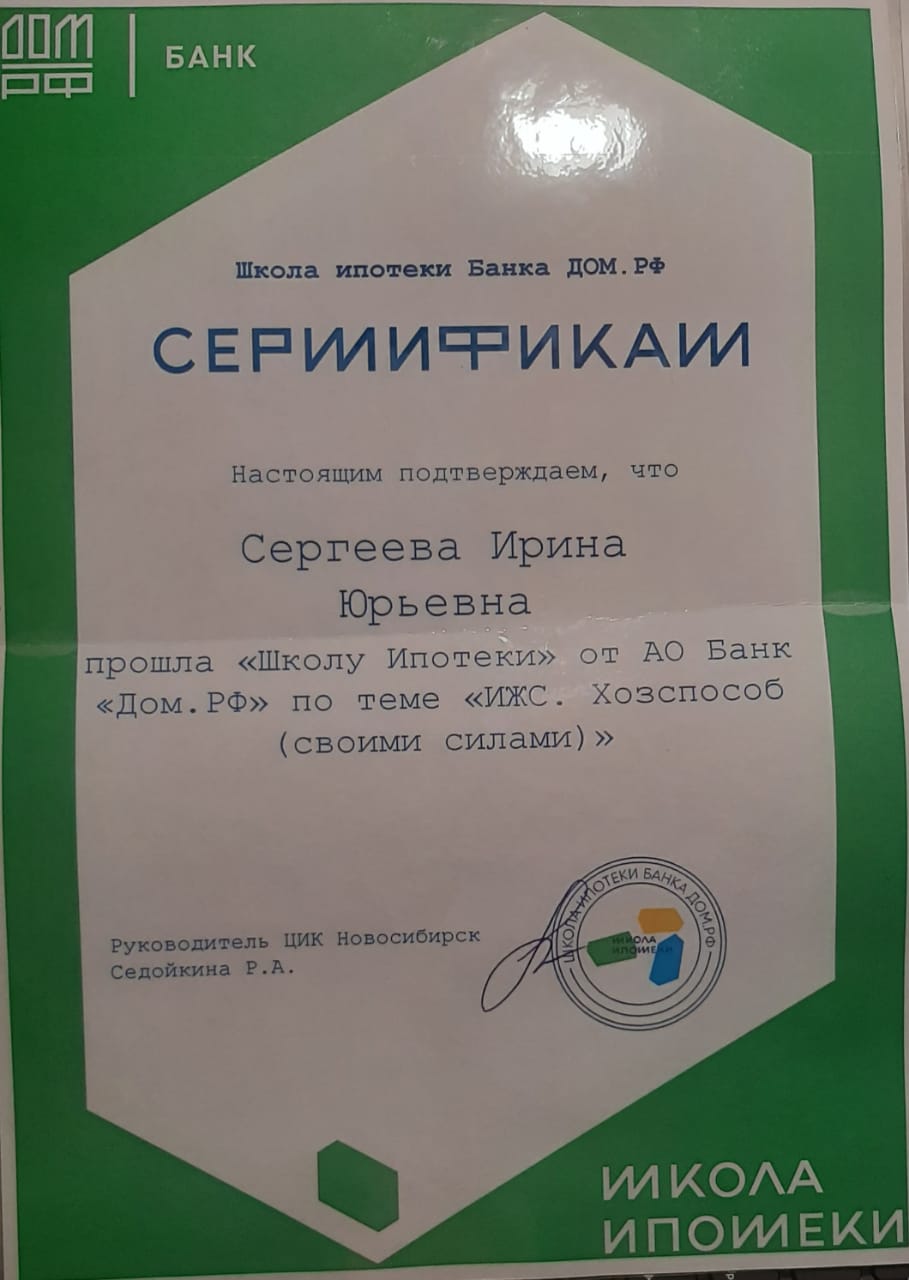 ДОМ
РФ
БАНК
Школа ипотеки Банка ДОМ.РФ
СЕРТИФИКАТ
Настоящим подтверждаем, что
Сергеева Ирина
Юрьевна
прошла «Школу Ипотеки» от АО Банк
«Дом.РФ» по теме «ИЖС. Хозспособ
(своими силами)»
Руководитель ЦИК Новосибирск
Седойкина Р.А.
ШКОЛА ИПОТЕКИ БАНКА ДОМ.РФ
ШКОЛА
ИПОТЕКИ
ШКОЛА
ИПОТЕКИ